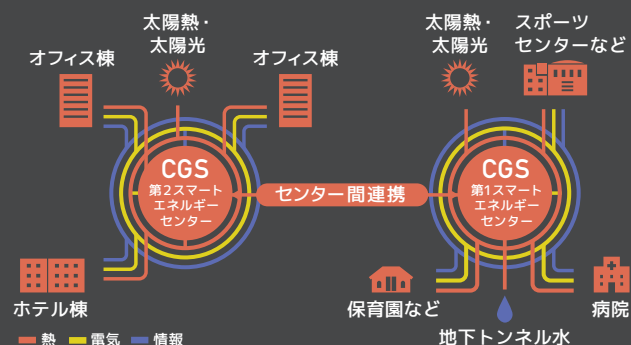 太陽熱・
太陽光
オフィス棟
オフィス棟
CGS
第2スマート
エネルギー
センター
ホテル棟
センター間連携
太陽熱・
太陽光
スポーツ
センターなど
CGS
第1スマート
エネルギー
センター
保育園など
地下トンネル水
病院
熱
電気
情報